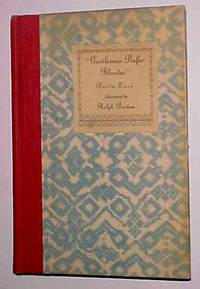 "Gentlemen Prefer
Blondes"
Anita Loos
Illustrated by
Ralph Barton